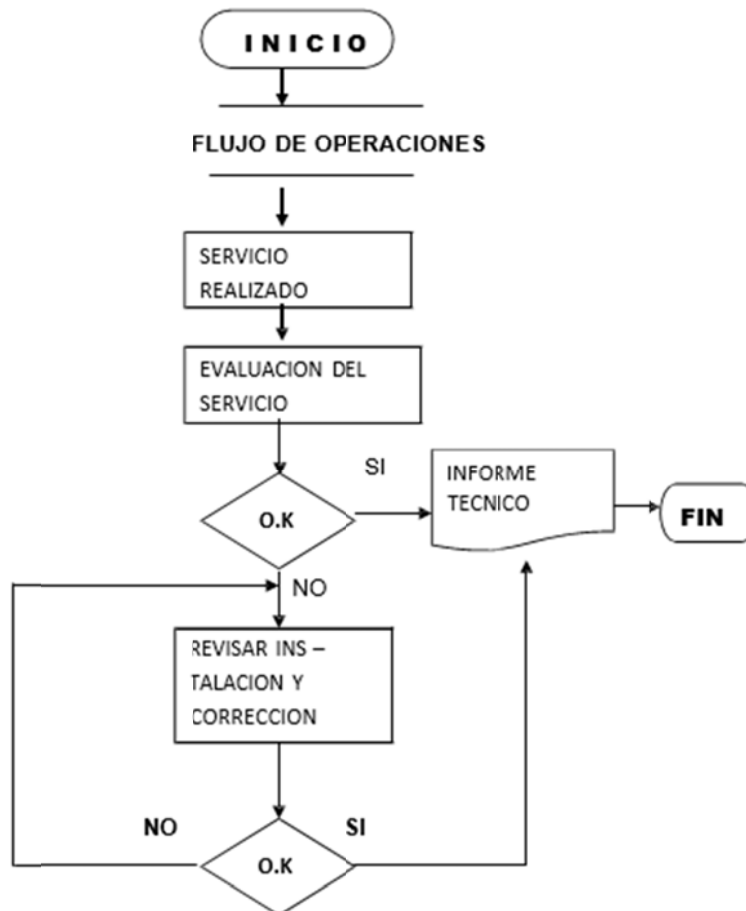 INICIO
FLUJO DE OPERACIONES
SERVICIO
REALIZADO
EVALUACION DEL
SERVICIO
SI
O.K
INFORME
TECNICO
FIN
NO
REVISAR INS –
TALACION Y
CORRECCION
NO
SI
O.K